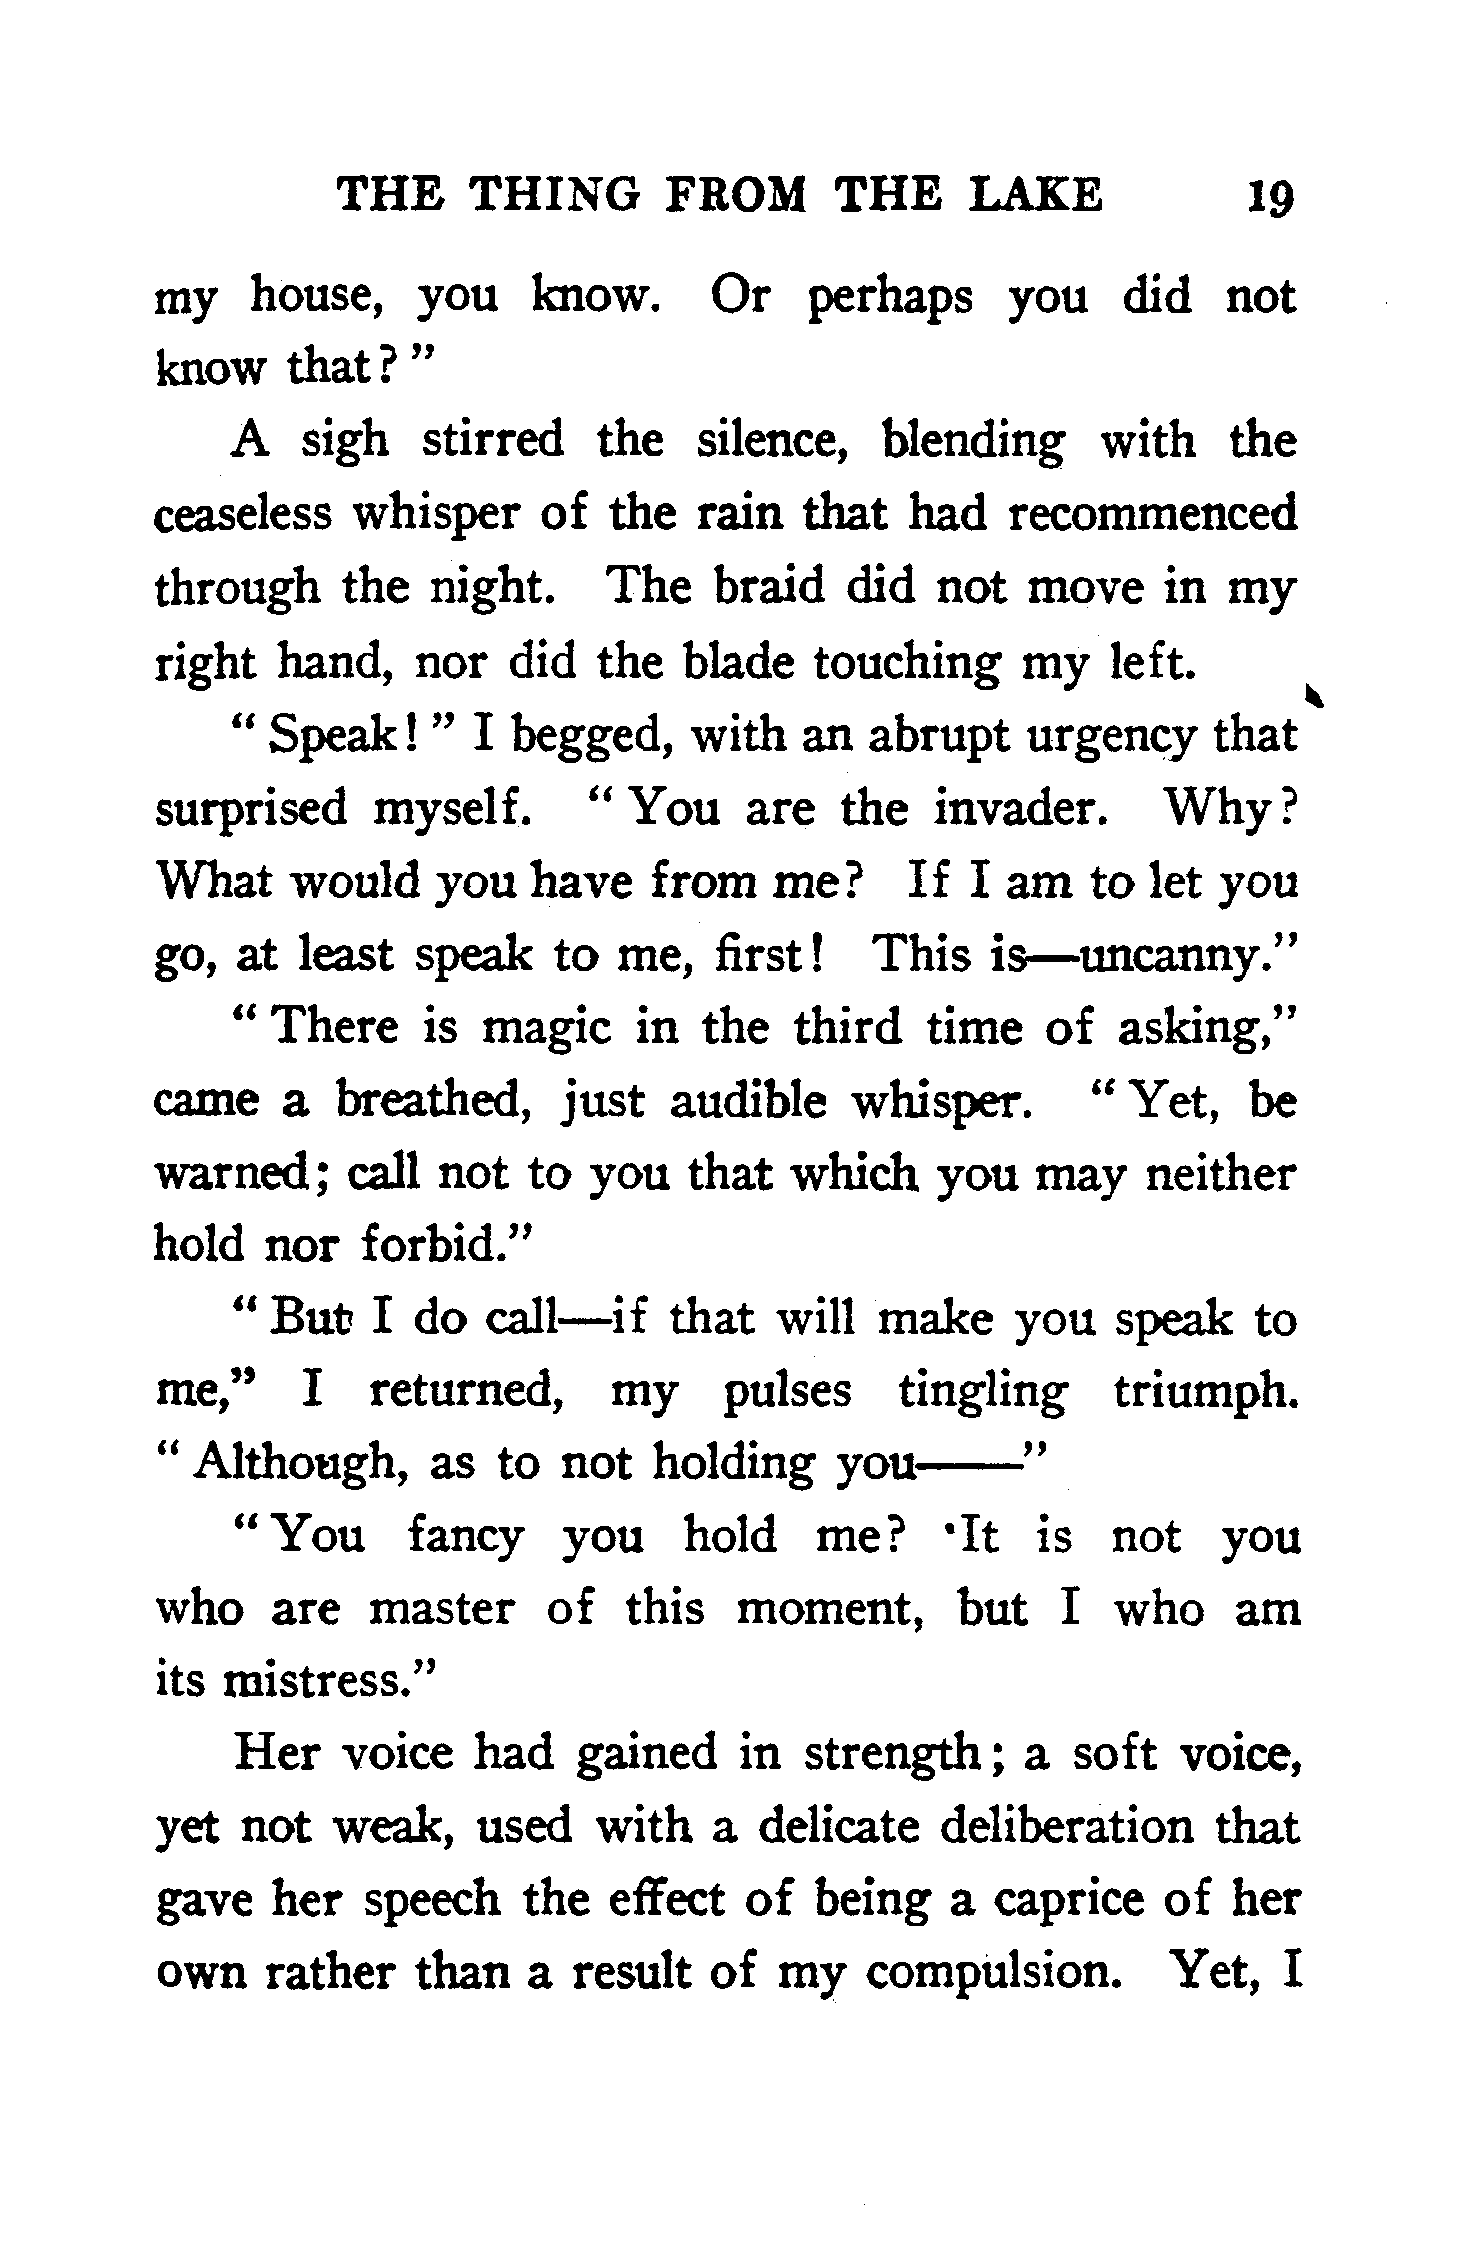 THE THING FROM THE LAKE 19
my house, you know. Or perhaps you did not
know that?”
A sigh stirred the silence, blending with the
ceaseless whisper of the rain that had recommenced
through the night. The braid did not move in my
right hand, nor did the blade touching my left.
“Speak!” I begged, with an abrupt urgency that
surprised myself. “You are the invader. Why?
What would you have from me? If I am to let you
go, at least speak to me, first! This is—uncanny.”
“There is magic in the third time of asking,”
came a breathed, just audible whisper. “Yet, be
warned; call not to you that which you may neither
hold nor forbid.”
“But I do call—if that will make you speak to
me,” I returned, my pulses tingling triumph.
“Although, as to not holding you——”
“You fancy you hold me? It is not you
who are master of this moment, but I who am
its mistress.”
Her voice had gained in strength; a soft voice,
yet not weak, used with a delicate deliberation that
gave her speech the effect of being a caprice of her
own rather than a result of my compulsion. Yet, I